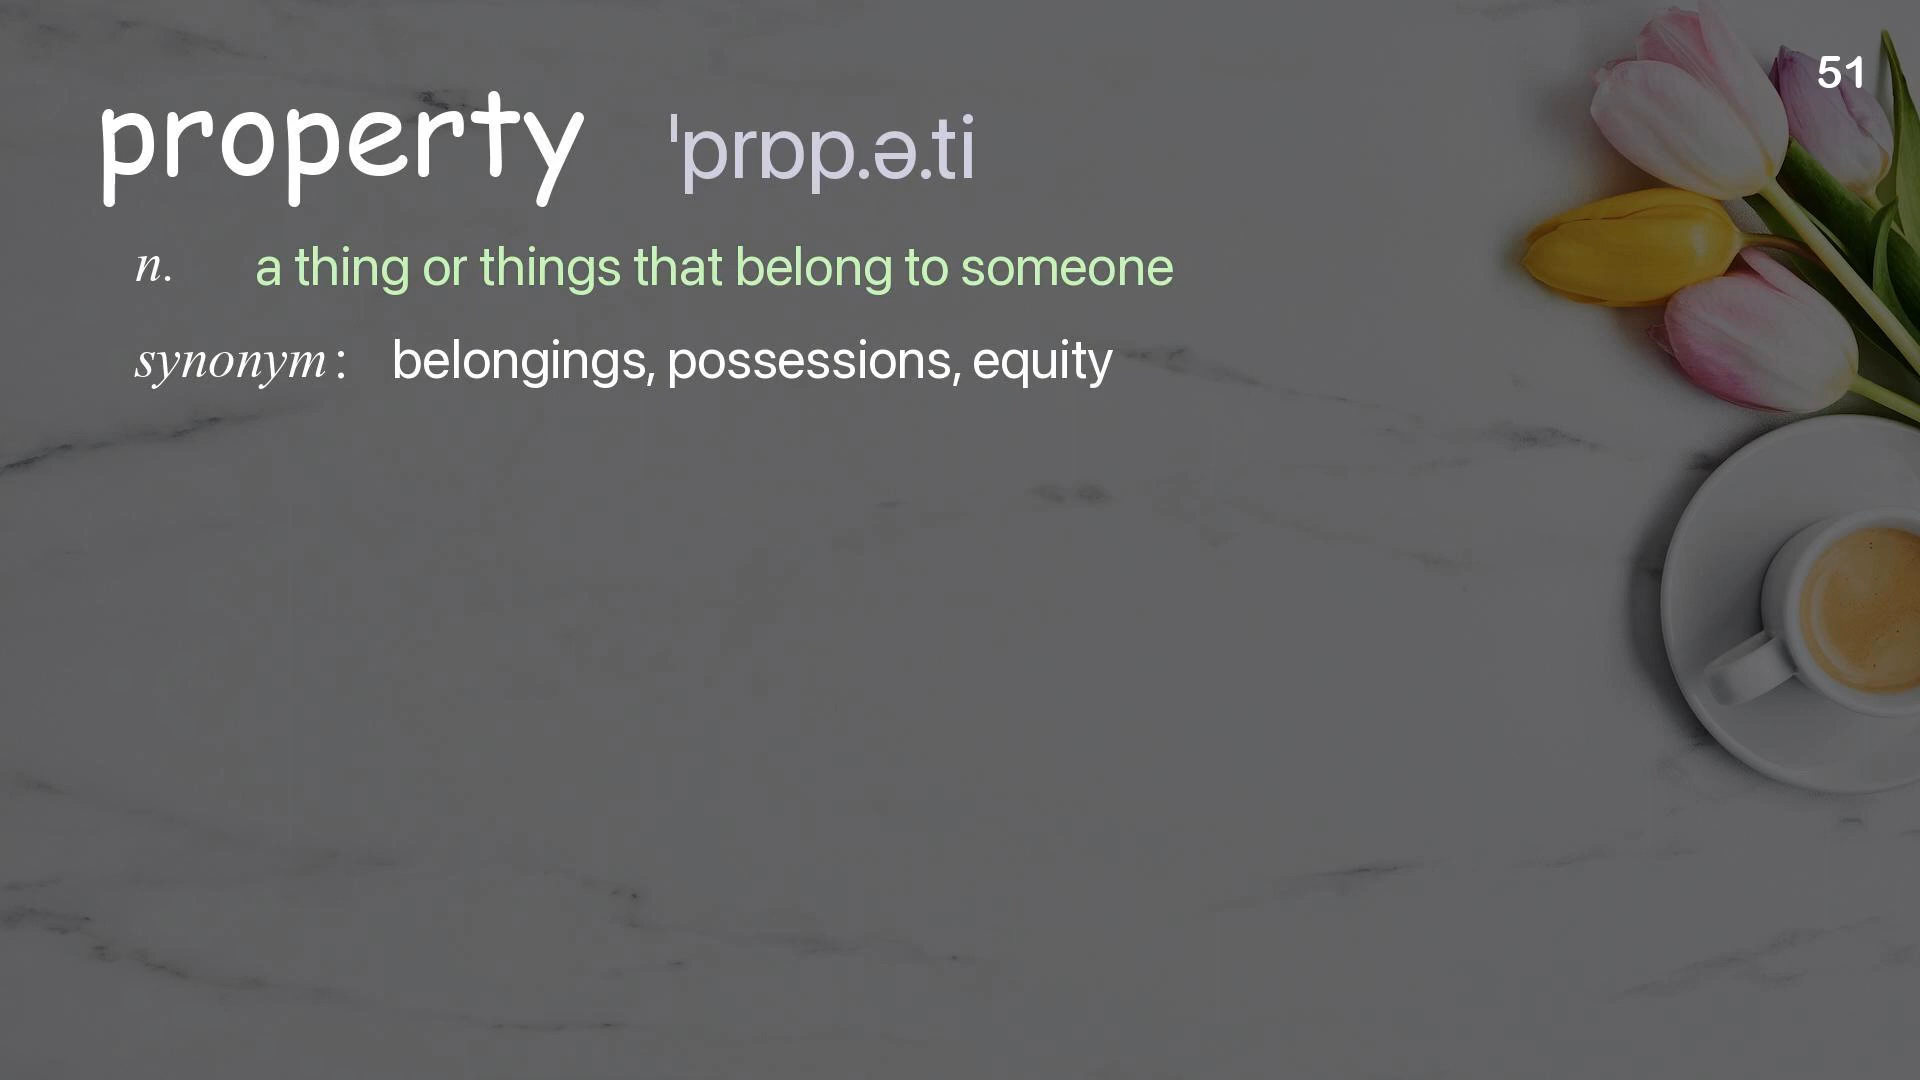 51
property ˈprɒp.ə.ti
n. a thing or things that belong to someone
synonym: belongings, possessions, equity